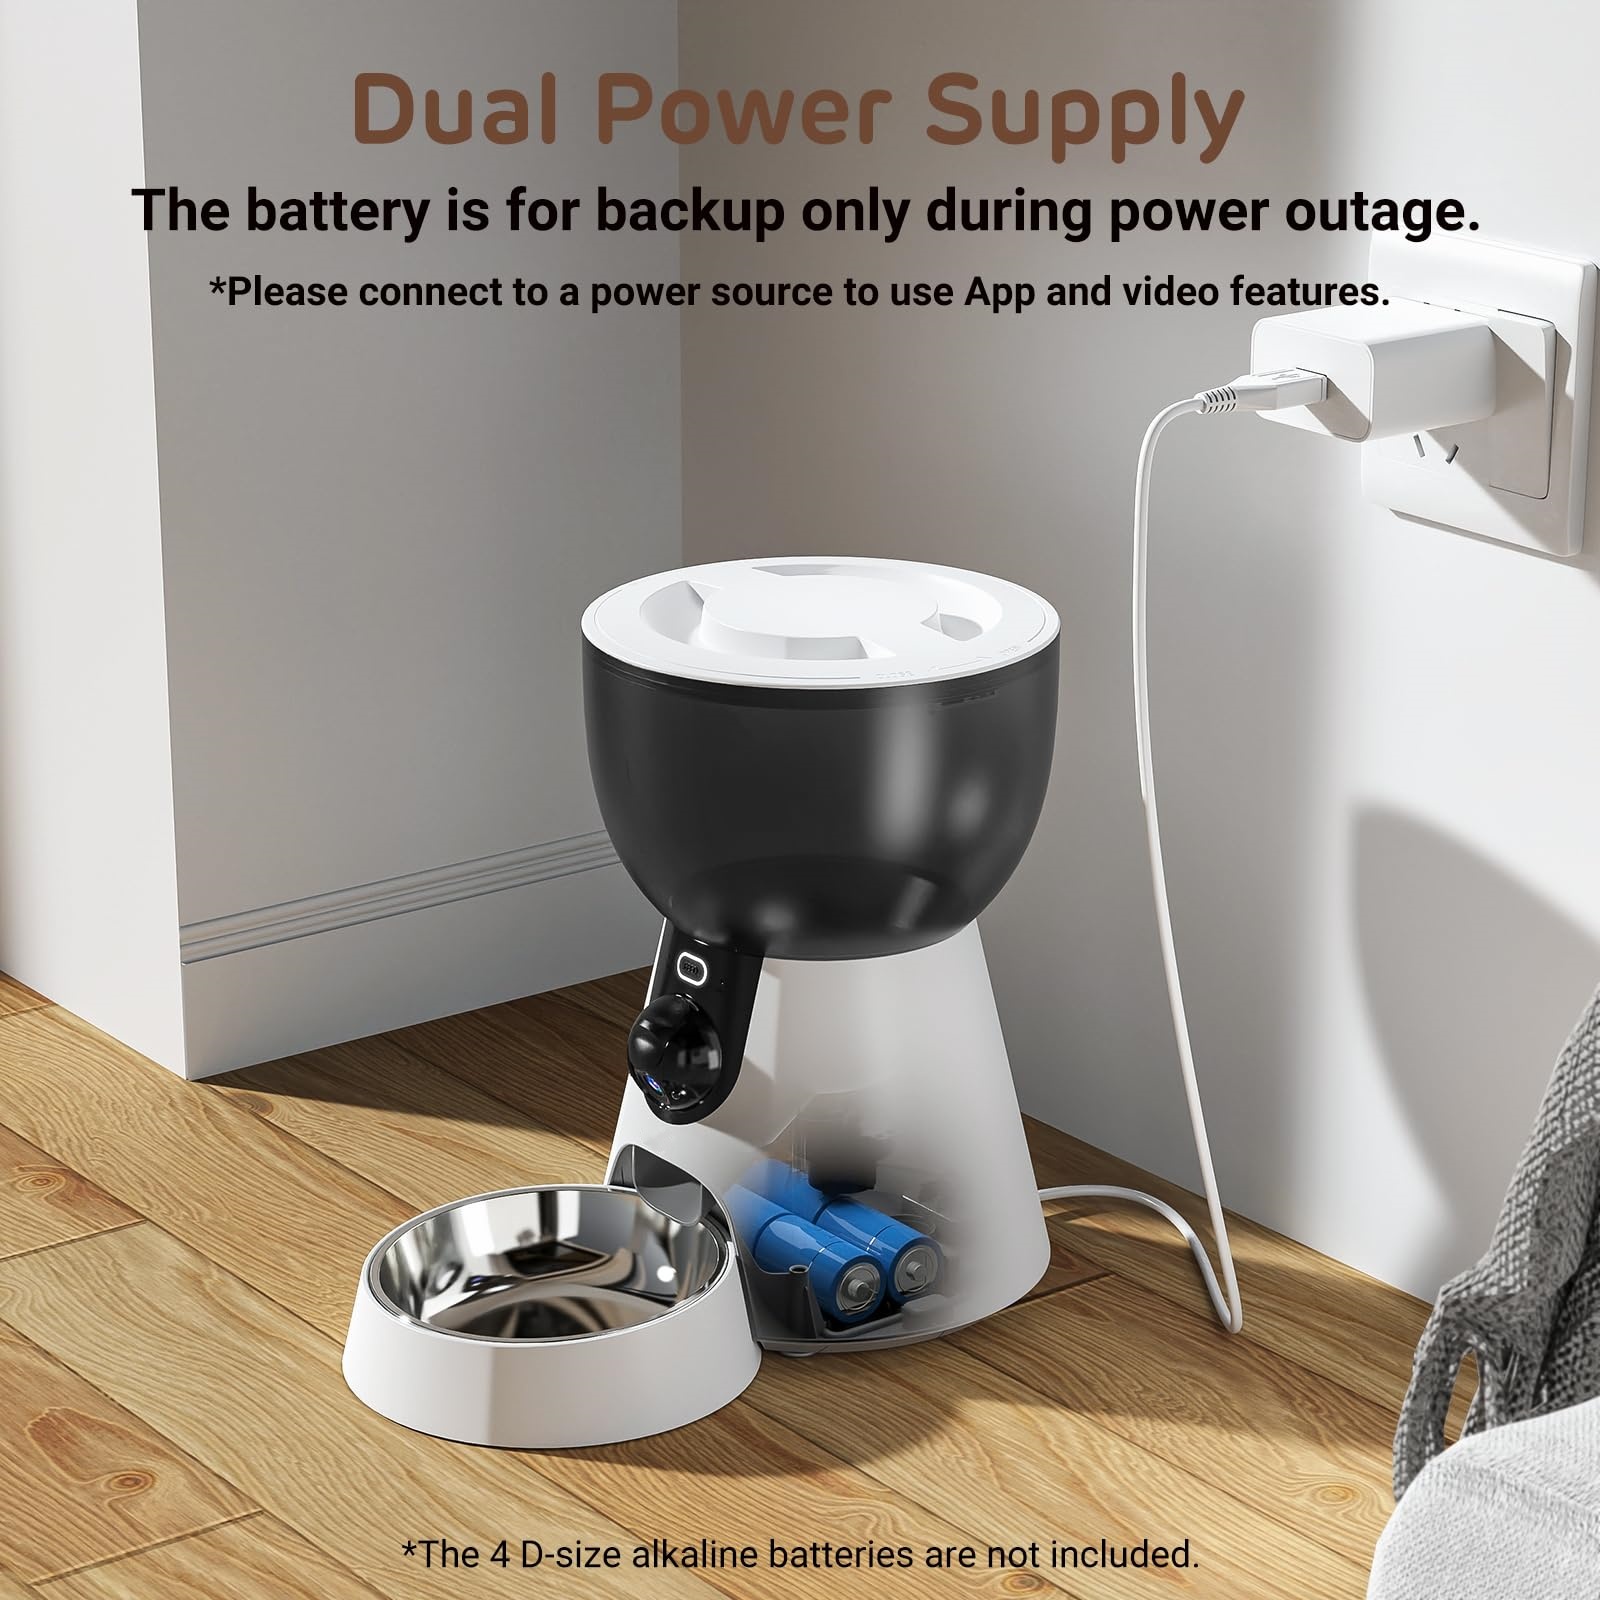 Dual Power Supply
The battery is for backup only during power outage.
*Please connect to a power source to use App and video features.
*The 4 D-size alkaline batteries are not included.